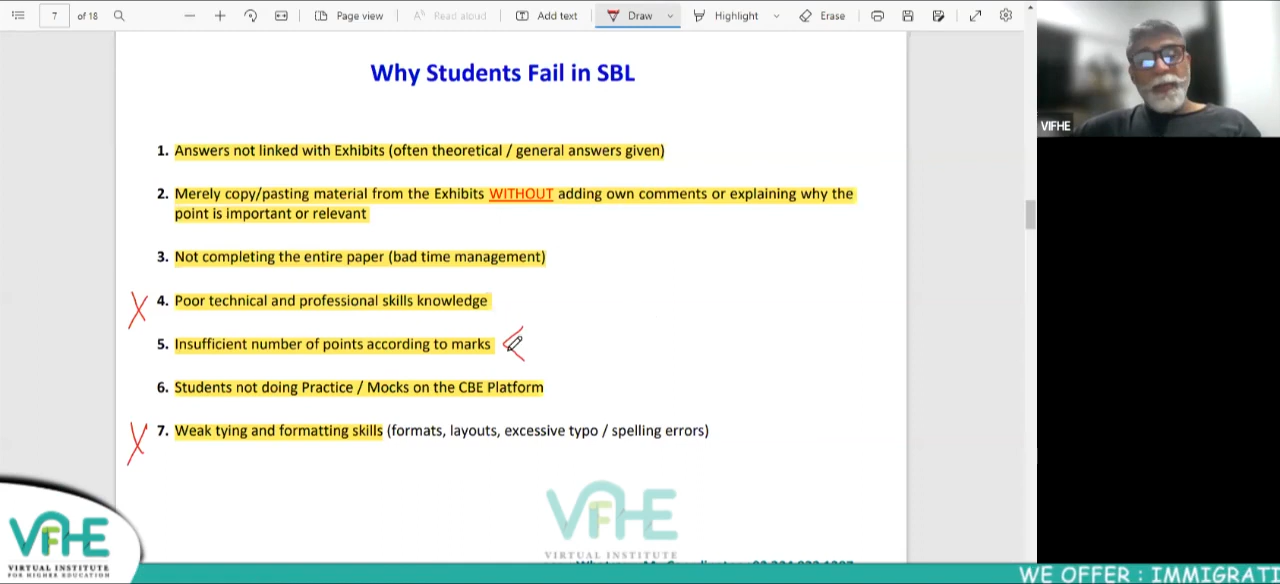 7 of 18 Page view Read aloud Add text Draw Highlight Erase
Why Students Fail in SBL
1. Answers not linked with Exhibits (often theoretical / general answers given)
2. Merely copy/pasting material from the Exhibits WITHOUT adding own comments or explaining why the
point is important or relevant
3. Not completing the entire paper (bad time management)
4. Poor technical and professional skills knowledge
5. Insufficient number of points according to marks
6. Students not doing Practice / Mocks on the CBE Platform
7. Weak tying and formatting skills (formats, layouts, excessive typo / spelling errors)
VIFHE
VIFHE
VIRTUAL INSTITUTE
VIFHE
VIRTUAL INSTITUTE
FOR HIGHER EDUCATION
WE OFFER : IMMIGRATI